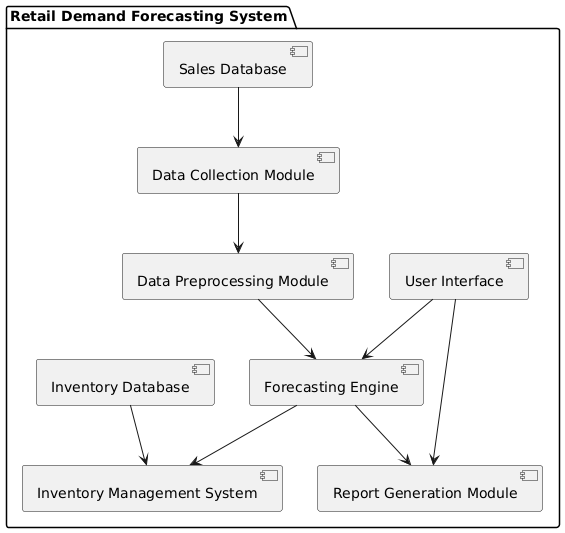 Retail Demand Forecasting System
Sales Database
Data Collection Module
Data Preprocessing Module
User Interface
Inventory Database
Forecasting Engine
Inventory Management System
Report Generation Module